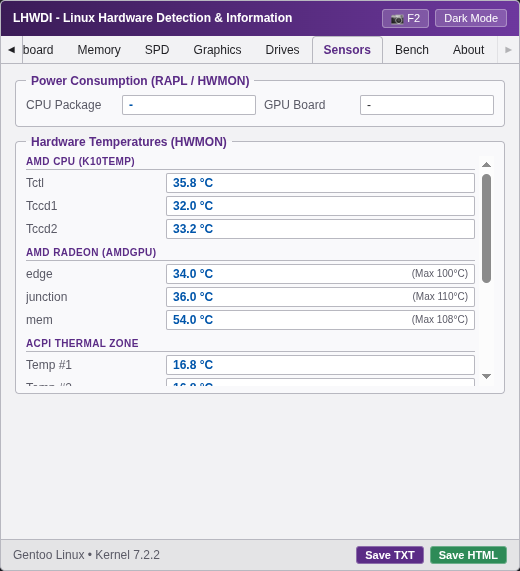 LHWDI - Linux Hardware Detection & Information
F2
Dark Mode
board
Memory
SPD
Graphics
Drives
Sensors
Bench
About
Power Consumption (RAPL / HWMON)
CPU Package - GPU Board -
Hardware Temperatures (HWMON)
AMD CPU (K10TEMP)
Tctl 35.8 °C
Tccd1 32.0 °C
Tccd2 33.2 °C
AMD RADEON (AMDGPU)
edge 34.0 °C (Max 100°C)
junction 36.0 °C (Max 110°C)
mem 54.0 °C (Max 108°C)
ACPI THERMAL ZONE
Temp #1 16.8 °C
Gentoo Linux • Kernel 7.2.2
Save TXT
Save HTML